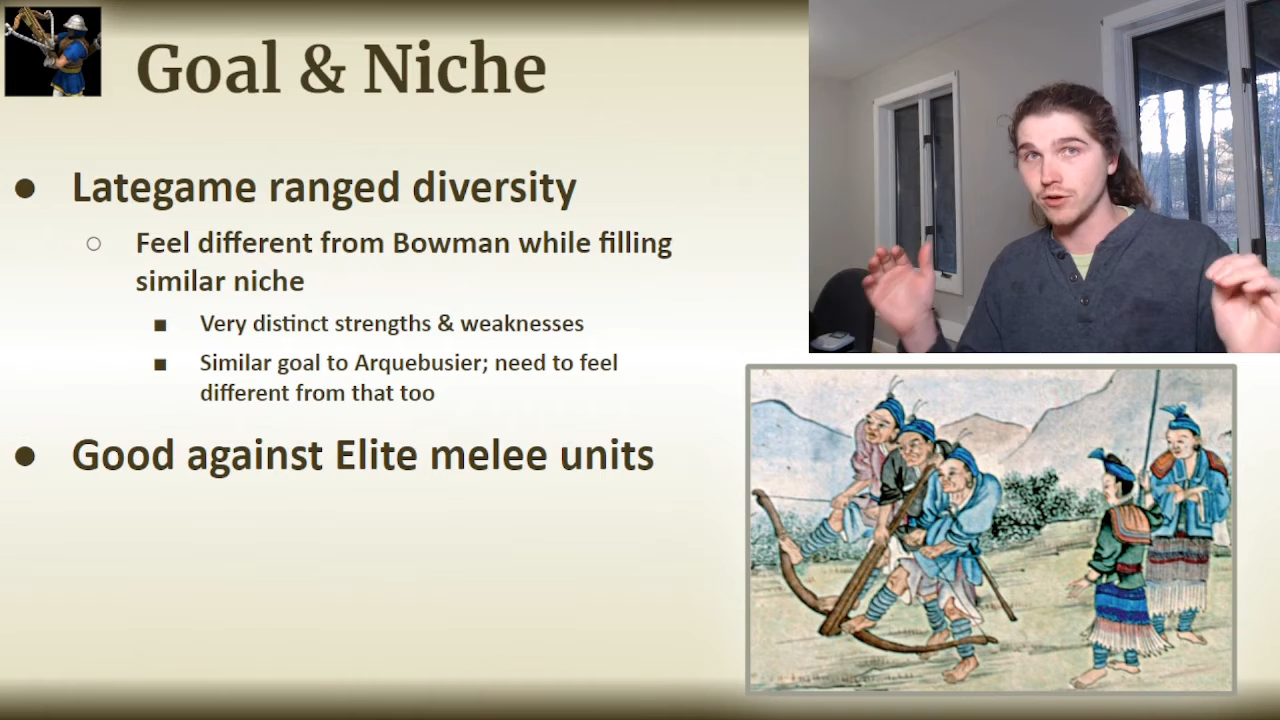 Goal & Niche
● Lategame ranged diversity
○ Feel different from Bowman while filling
similar niche
■ Very distinct strengths & weaknesses
■ Similar goal to Arquebusier; need to feel
different from that too
● Good against Elite melee units